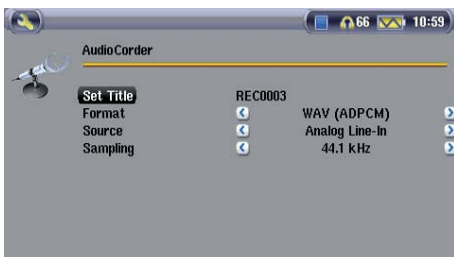 66 10:59
AudioCorder
Set Title REC0003
Format WAV (ADPCM)
Source Analog Line-In
Sampling 44.1 kHz